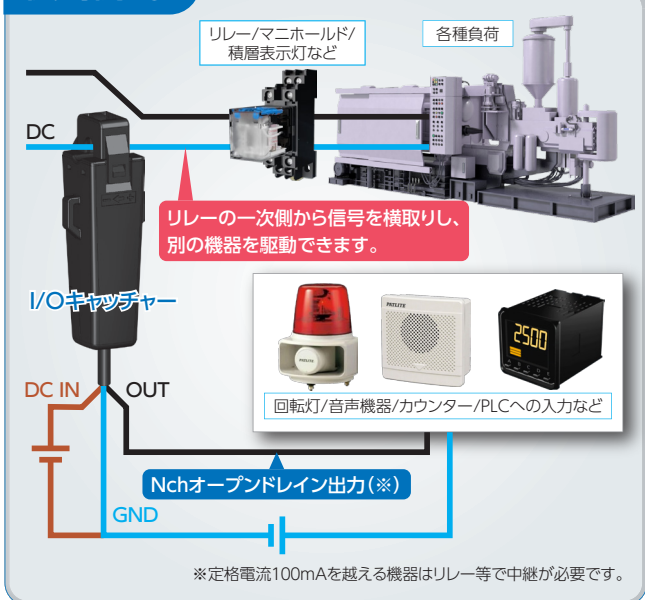 リレー/マニホールド/
積層表示灯など
各種負荷
DC
リレーの一次側から信号を横取りし、
別の機器を駆動できます。
I/Oキャッチャー
PATLITE
PATLITE
2500
回転灯/音声機器/カウンター/PLCへの入力など
DC IN
OUT
Nchオープンドレイン出力(※)
GND
※定格電流100mAを越える機器はリレー等で中継が必要です。